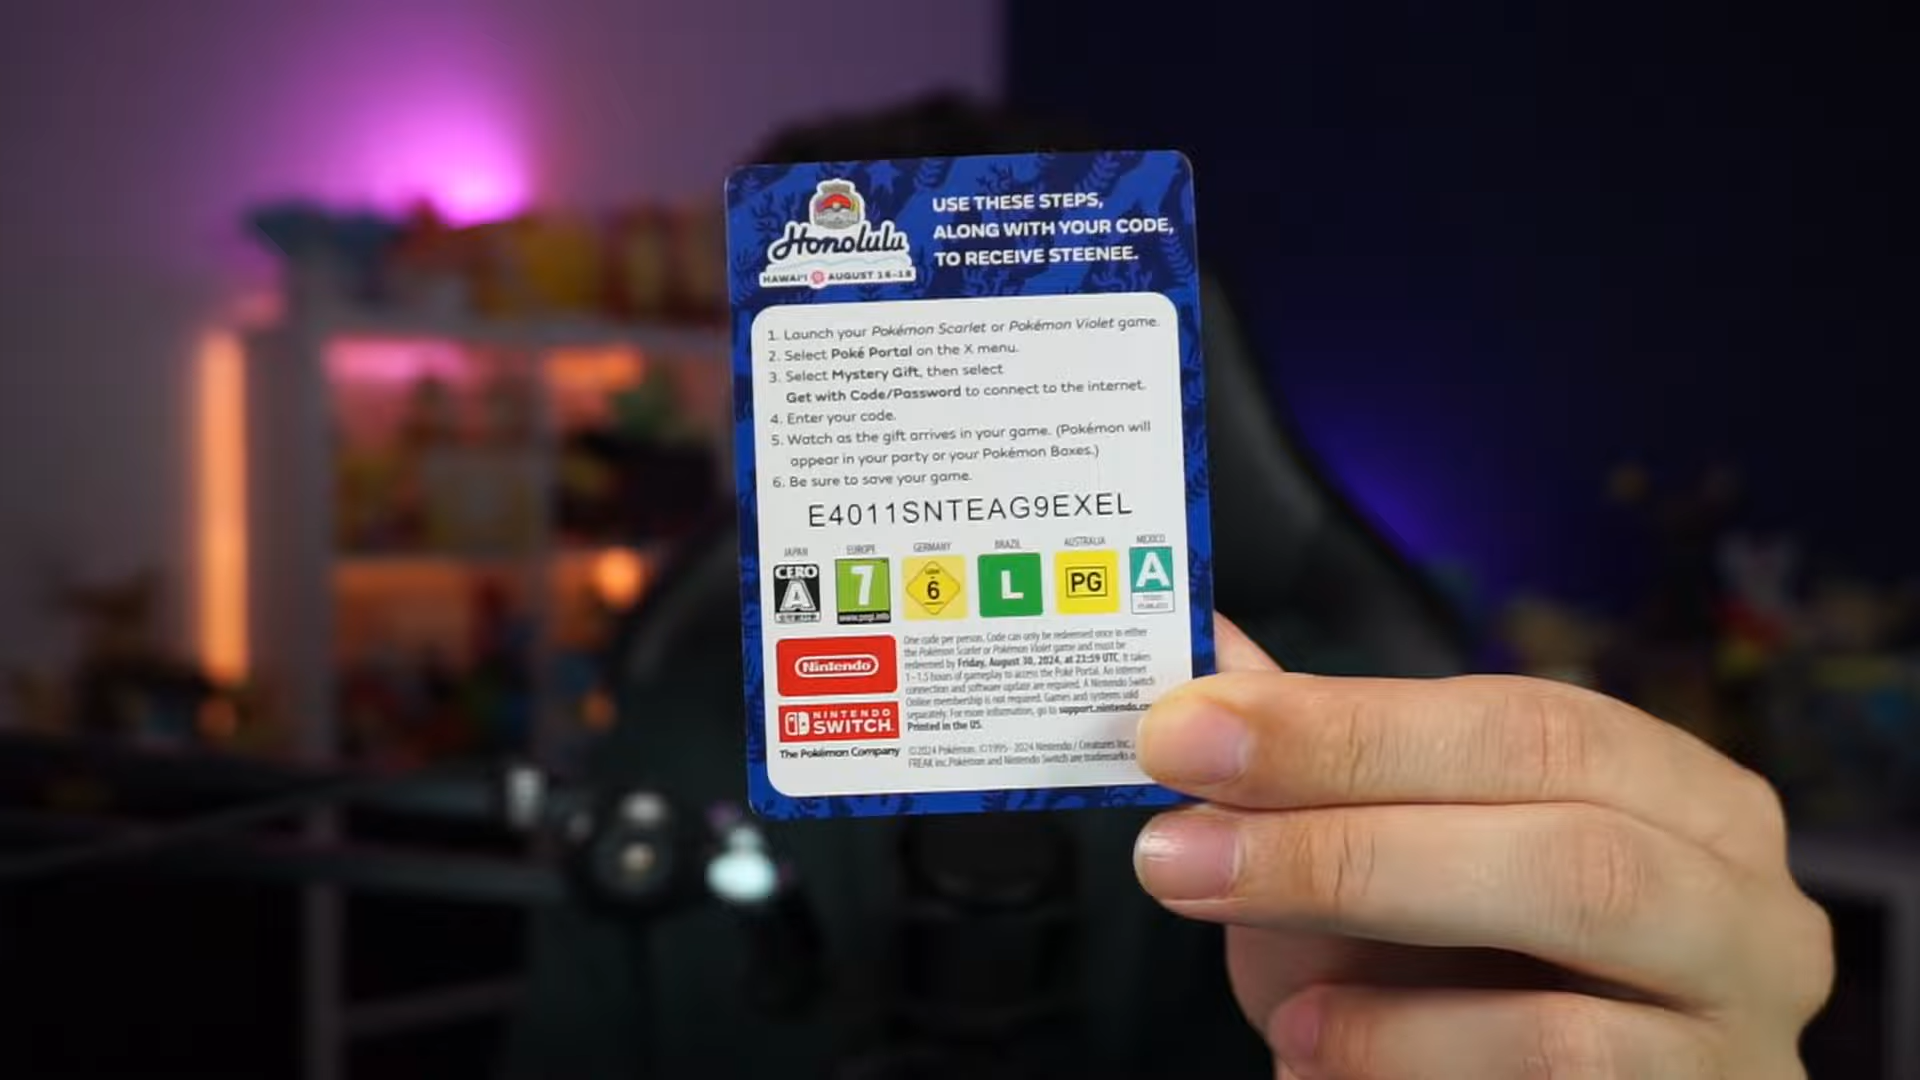 Honolulu
HAWAI'I AUGUST 16-18
USE THESE STEPS,
ALONG WITH YOUR CODE,
TO RECEIVE STEENEE.
1. Launch your Pokémon Scarlet or Pokémon Violet game.
2. Select Poké Portal on the X menu.
3. Select Mystery Gift, then select
Get with Code/Password to connect to the internet.
4. Enter your code.
5. Watch as the gift arrives in your game. (Pokémon will
appear in your party or your Pokémon Boxes.)
6. Be sure to save your game.
E4011SNTEAG9EXEL
JAPAN EUROPE GERMANY BRAZIL AUSTRALIA MEXICO
CERO A 7 6 L PG A
www.pegi.info
Nintendo
NINTENDO
SWITCH
The Pokémon Company
One code per person. Code can only be redeemed once in either
the Pokémon Scarlet or Pokémon Violet game and must be
redeemed by Friday, August 30, 2024, at 23:59 UTC. It takes
1–1.5 hours of gameplay to access the Poké Portal. An internet
connection and software update are required. A Nintendo Switch
Online membership is not required. Games and systems sold
separately. For more information, go to support.nintendo.co
Printed in the US.
©2024 Pokémon. ©1995–2024 Nintendo / Creatures Inc. /
FREAK inc. Pokémon and Nintendo Switch are trademarks o